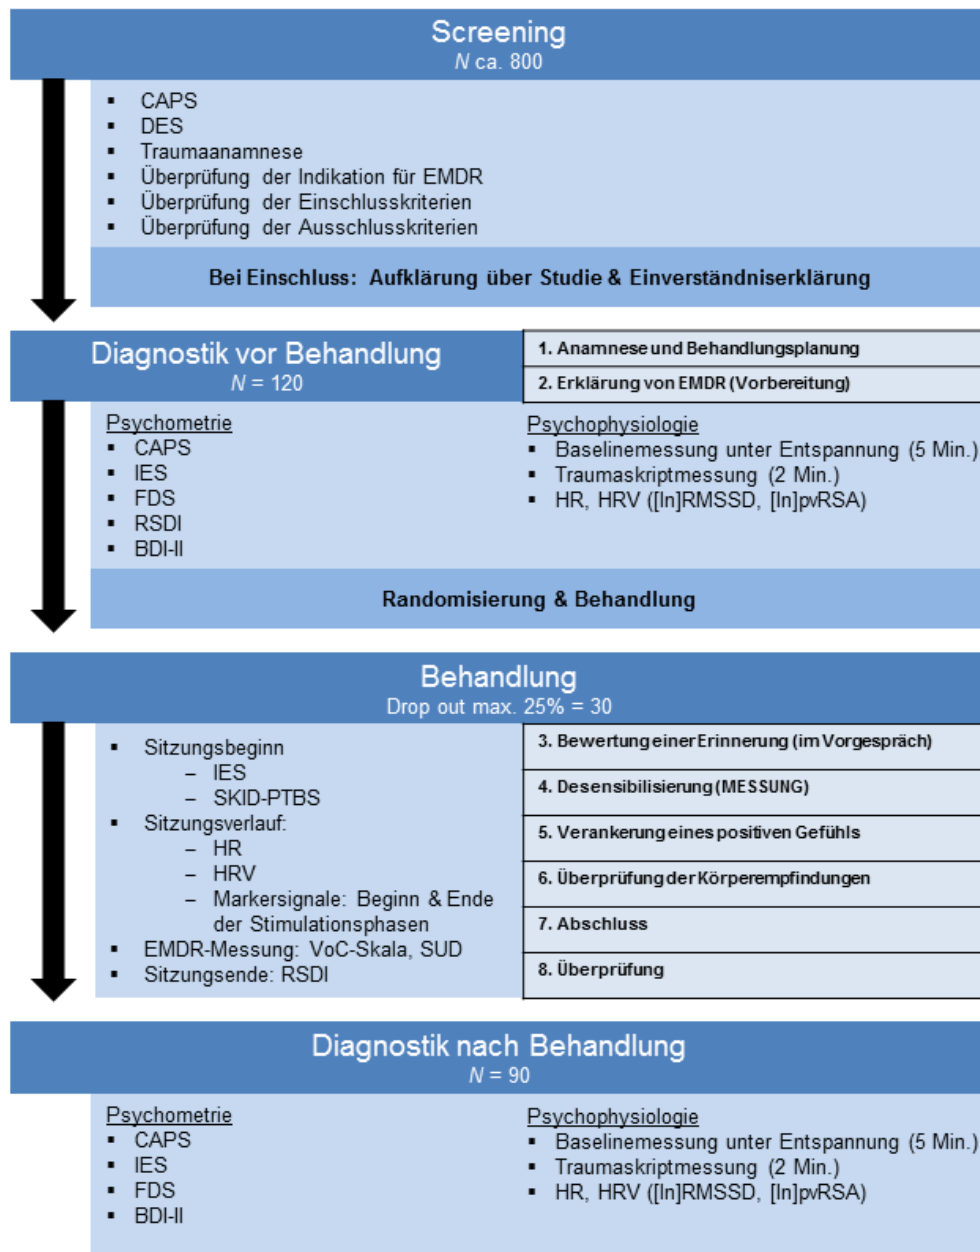 Screening
N ca. 800
▪ CAPS
▪ DES
▪ Traumaanamnese
▪ Überprüfung der Indikation für EMDR
▪ Überprüfung der Einschlusskriterien
▪ Überprüfung der Ausschlusskriterien
Bei Einschluss: Aufklärung über Studie & Einverständniserklärung
Diagnostik vor Behandlung
N = 120
1. Anamnese und Behandlungsplanung
2. Erklärung von EMDR (Vorbereitung)
Psychometrie
▪ CAPS
▪ IES
▪ FDS
▪ RSDI
▪ BDI-II
Psychophysiologie
▪ Baselinemessung unter Entspannung (5 Min.)
▪ Traumaskriptmessung (2 Min.)
▪ HR, HRV ([ln]RMSSD, [ln]pvRSA)
Randomisierung & Behandlung
Behandlung
Drop out max. 25% = 30
▪ Sitzungsbeginn
– IES
– SKID-PTBS
▪ Sitzungsverlauf:
– HR
– HRV
– Markersignale: Beginn & Ende
der Stimulationsphasen
▪ EMDR-Messung: VoC-Skala, SUD
▪ Sitzungsende: RSDI
3. Bewertung einer Erinnerung (im Vorgespräch)
4. Desensibilisierung (MESSUNG)
5. Verankerung eines positiven Gefühls
6. Überprüfung der Körperempfindungen
7. Abschluss
8. Überprüfung
Diagnostik nach Behandlung
N = 90
Psychometrie
▪ CAPS
▪ IES
▪ FDS
▪ BDI-II
Psychophysiologie
▪ Baselinemessung unter Entspannung (5 Min.)
▪ Traumaskriptmessung (2 Min.)
▪ HR, HRV ([ln]RMSSD, [ln]pvRSA)